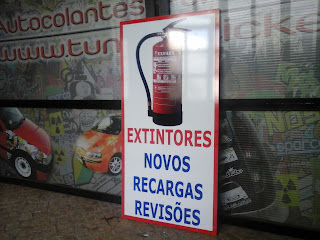 Autocolantes
www.tun
EXTINTORES
NOVOS
RECARGAS
REVISÕES